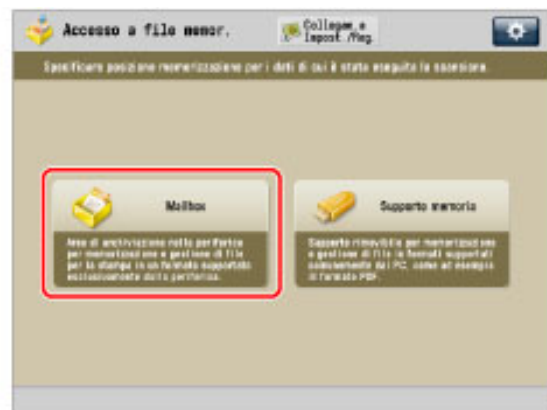 Accesso a file memor.
Collegam. e
Impost./Reg.
Specificare posizione memorizzazione per i dati di cui è stata eseguita la scansione.
Mailbox
Area di archiviazione nella periferica
per memorizzazione e gestione di file
per la stampa in un formato supportato
esclusivamente dalla periferica.
Supporto memoria
Supporto rimovibile per memorizzazione
e gestione di file in formati supportati
comunemente dai PC, come ad esempio
il formato PDF.